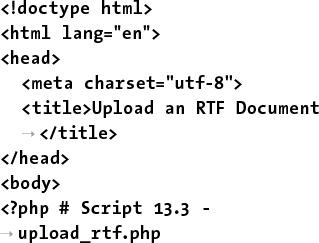 <!doctype html>
<html lang="en">
<head>
  <meta charset="utf-8">
  <title>Upload an RTF Document
  → </title>
</head>
<body>
<?php # Script 13.3 -
→ upload_rtf.php